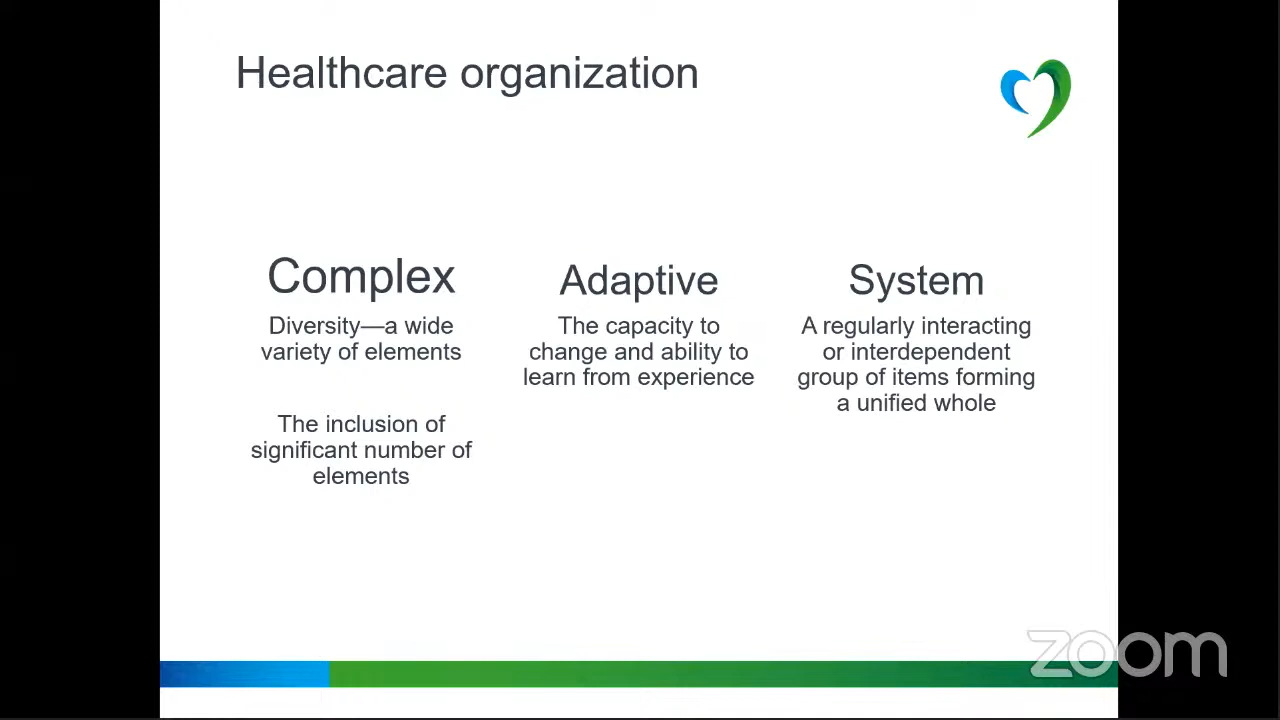 Healthcare organization
Complex
Diversity—a wide
variety of elements
The inclusion of
significant number of
elements
Adaptive
The capacity to
change and ability to
learn from experience
System
A regularly interacting
or interdependent
group of items forming
a unified whole
zoom